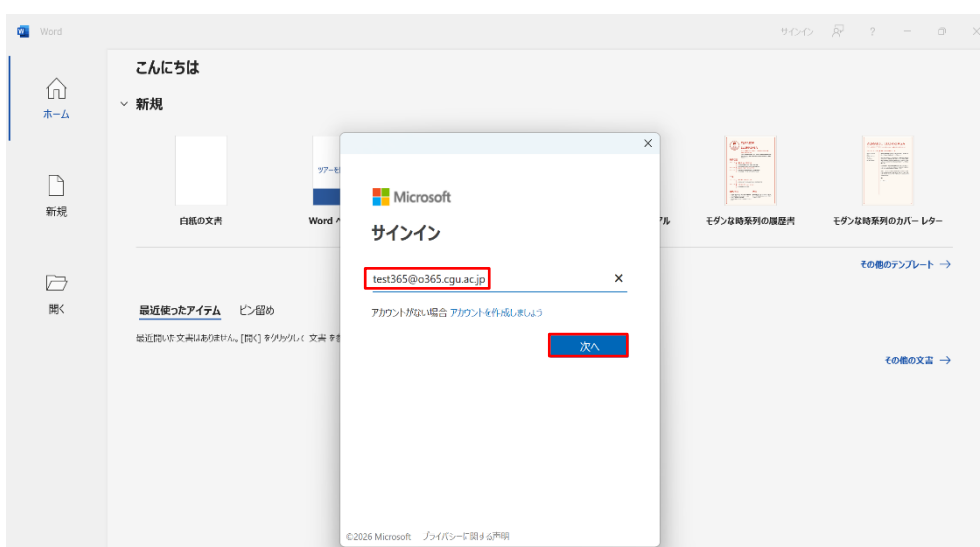 Word
サインイン
?
こんにちは
ホーム
新規
新規
開く
白紙の文書
ツアーを
Word へ
モダンな時系列の履歴書
モダンな時系列のカバー レター
その他のテンプレート →
最近使ったアイテム ピン留め
その他の文書 →
Microsoft
サインイン
test365@o365.cgu.ac.jp
アカウントがない場合 アカウントを作成しましょう
次へ
©2026 Microsoft プライバシーに関する声明